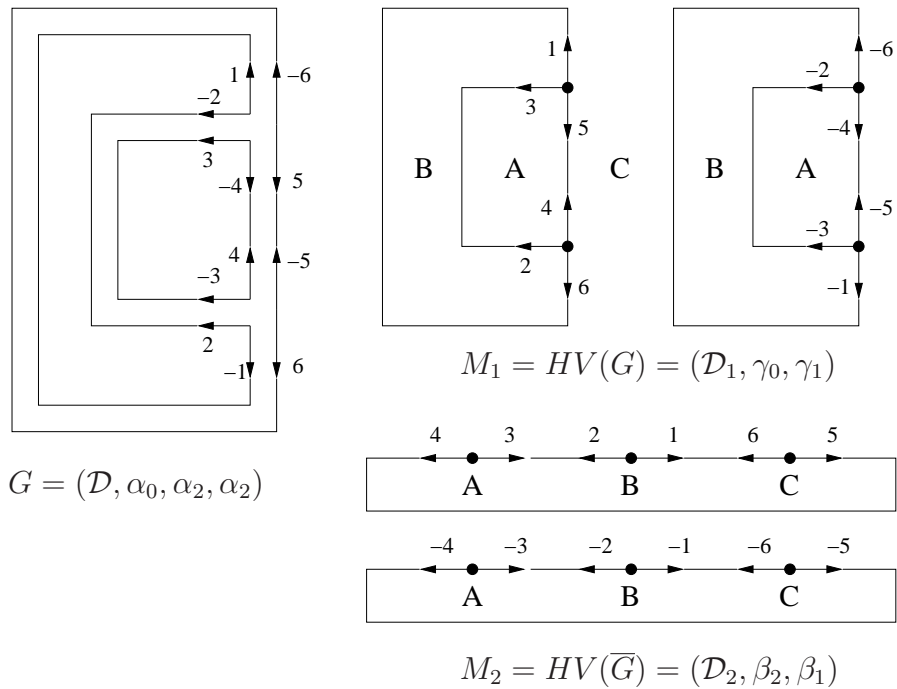 1
–6
–2
3
–4
5
4
–5
–3
2
–1
6
G = (𝒟, α₀, α₂, α₂)
1
3
5
B
A
C
4
2
6
–6
–2
–4
B
A
–5
–3
–1
M₁ = HV(G) = (𝒟₁, γ₀, γ₁)
4 3 2 1 6 5
A B C
–4 –3 –2 –1 –6 –5
A B C
M₂ = HV(G̅) = (𝒟₂, β₂, β₁)